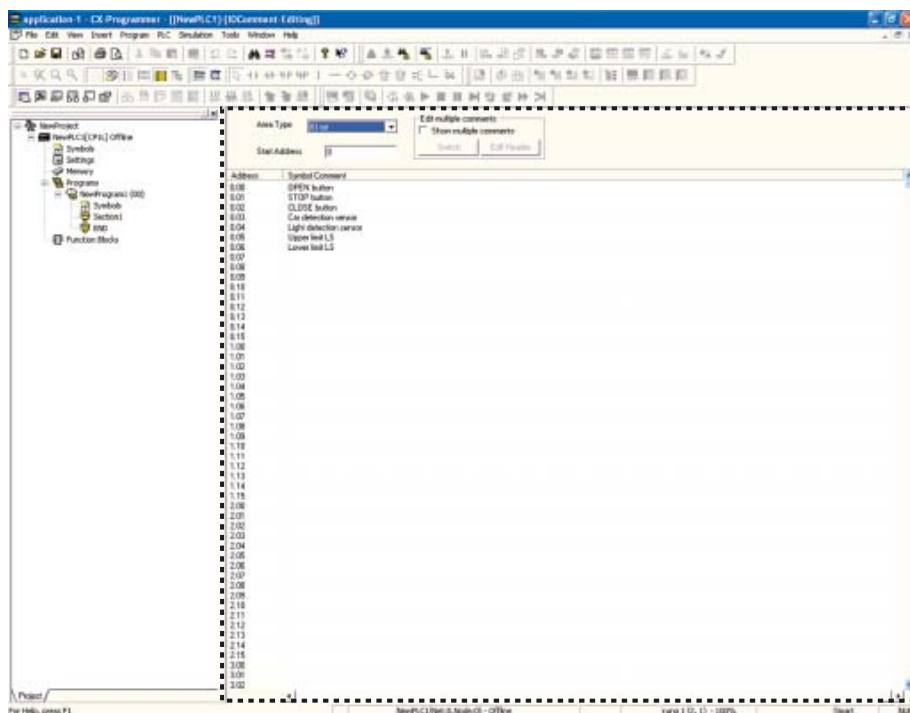 application-1 - CX-Programmer - [[NewPLC1] [IOComment Editing]]
File Edit View Insert Program PLC Simulation Tools Window Help
NewProject
NewPLC1[CP1L] Offline
Symbols
Settings
Memory
Programs
NewProgram1 (00)
Symbols
Section1
END
Function Blocks
Project
Area Type
Start Address 0
Edit multiple comments
Show multiple comments
Switch Edit Header
Address Symbol Comment
0.00 OPEN button
0.01 STOP button
0.02 CLOSE button
0.03 Car detection sensor
0.04 Light detection sensor
0.05 Upper limit LS
0.06 Lower limit LS
0.07
0.08
0.09
0.10
0.11
0.12
0.13
0.14
0.15
1.00
1.01
1.02
1.03
1.04
1.05
1.06
1.07
1.08
1.09
1.10
1.11
1.12
1.13
1.14
1.15
2.00
2.01
2.02
2.03
2.04
2.05
2.06
2.07
2.08
2.09
2.10
2.11
2.12
2.13
2.14
2.15
3.00
3.01
3.02
For Help, press F1
NewPLC1(Net:0,Node:0) - Offline
100%
Smart